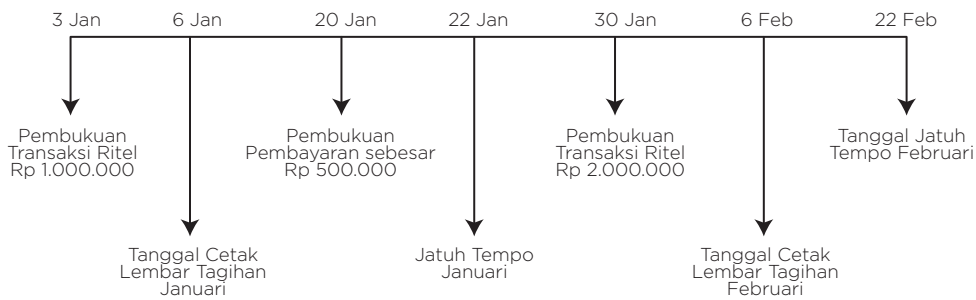 3 Jan
6 Jan
20 Jan
22 Jan
30 Jan
6 Feb
22 Feb
Pembukuan
Transaksi Ritel
Rp 1.000.000
Pembukuan
Pembayaran sebesar
Rp 500.000
Pembukuan
Transaksi Ritel
Rp 2.000.000
Tanggal Jatuh
Tempo Februari
Tanggal Cetak
Lembar Tagihan
Januari
Jatuh Tempo
Januari
Tanggal Cetak
Lembar Tagihan
Februari